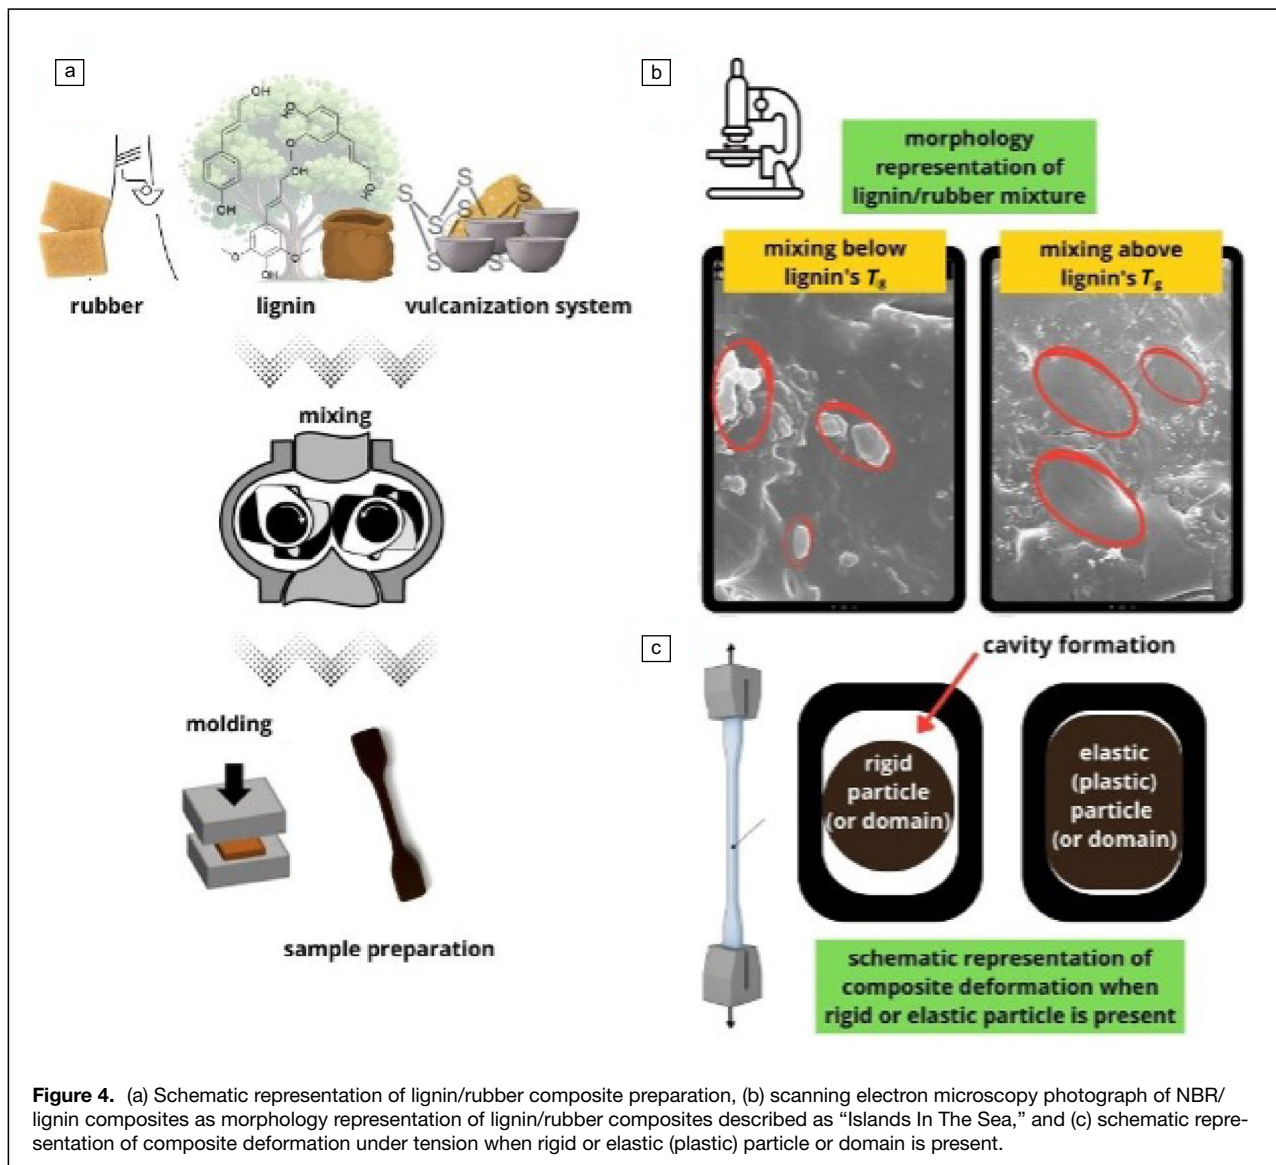 a
OH
O
O
O
OH
OH
O
O
OH
S
S
S
S
S
S
rubber
lignin
vulcanization system
mixing
molding
sample preparation
b
morphology
representation of
lignin/rubber mixture
mixing below
lignin's Tg
mixing above
lignin's Tg
c
cavity formation
rigid
particle
(or domain)
elastic
(plastic)
particle
(or domain)
schematic representation of
composite deformation when
rigid or elastic particle is present
Figure 4. (a) Schematic representation of lignin/rubber composite preparation, (b) scanning electron microscopy photograph of NBR/
lignin composites as morphology representation of lignin/rubber composites described as “Islands In The Sea,” and (c) schematic repre-
sentation of composite deformation under tension when rigid or elastic (plastic) particle or domain is present.